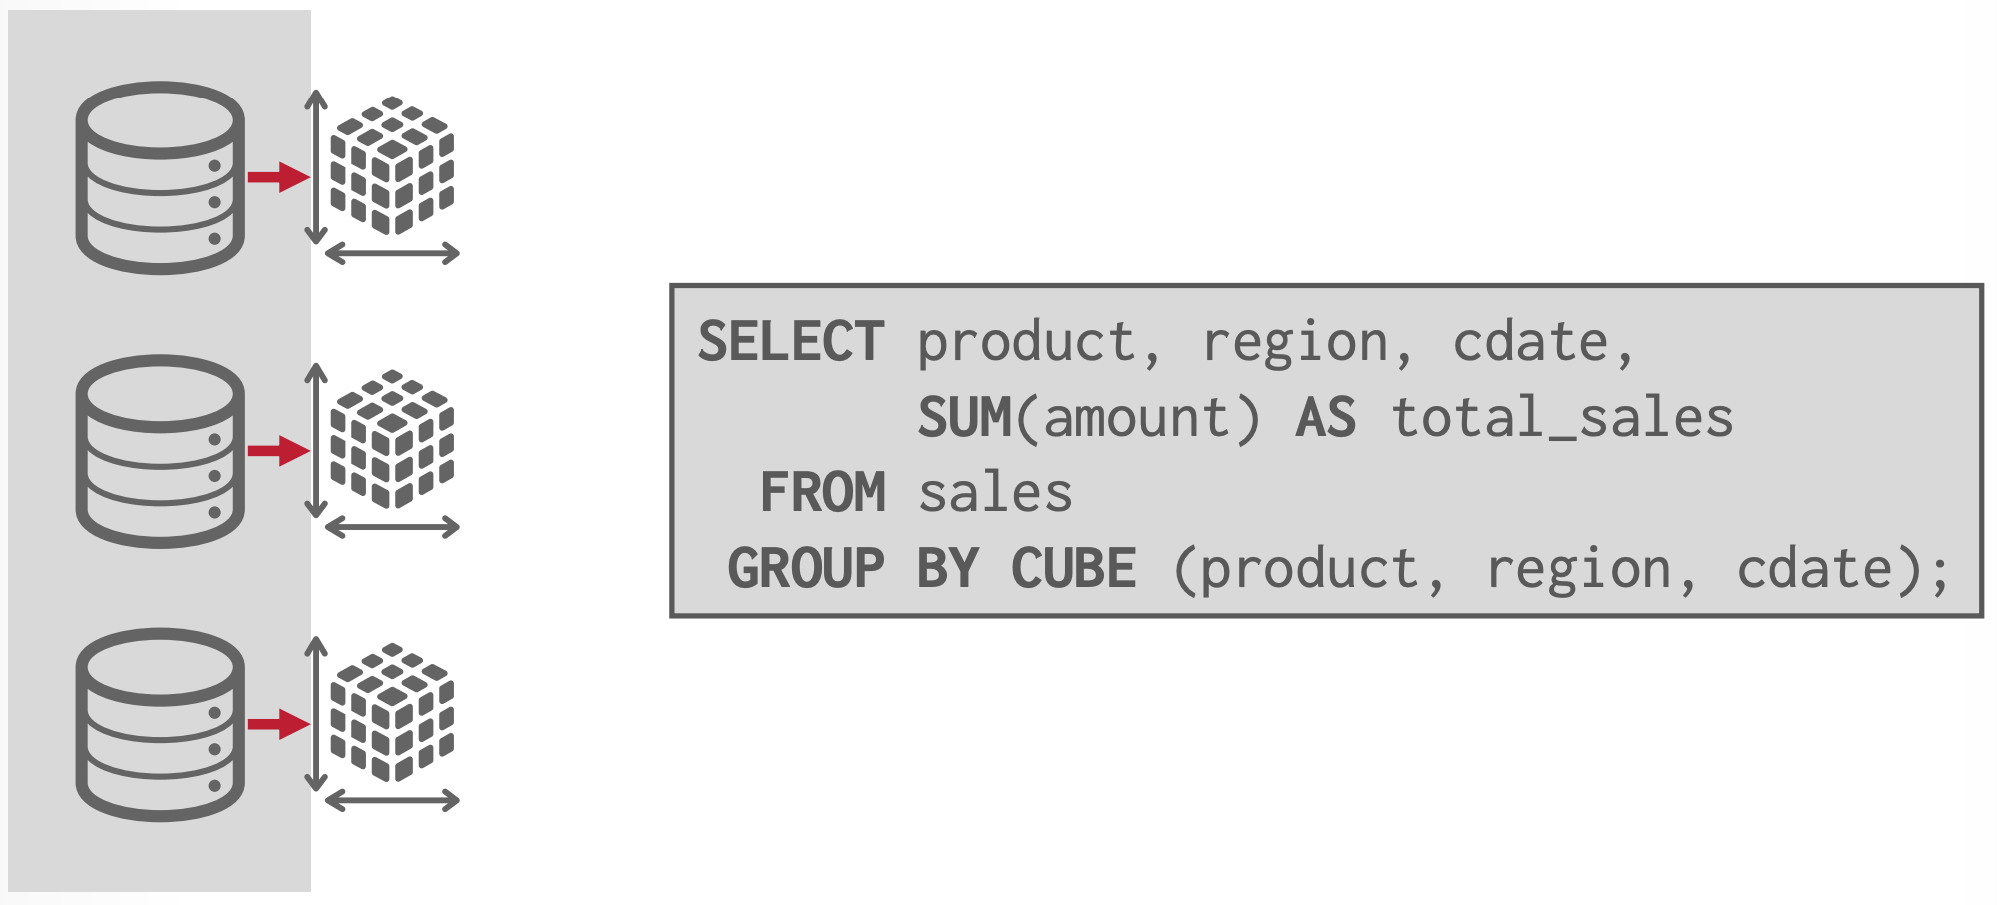 SELECT product, region, cdate,
SUM(amount) AS total_sales
FROM sales
GROUP BY CUBE (product, region, cdate);